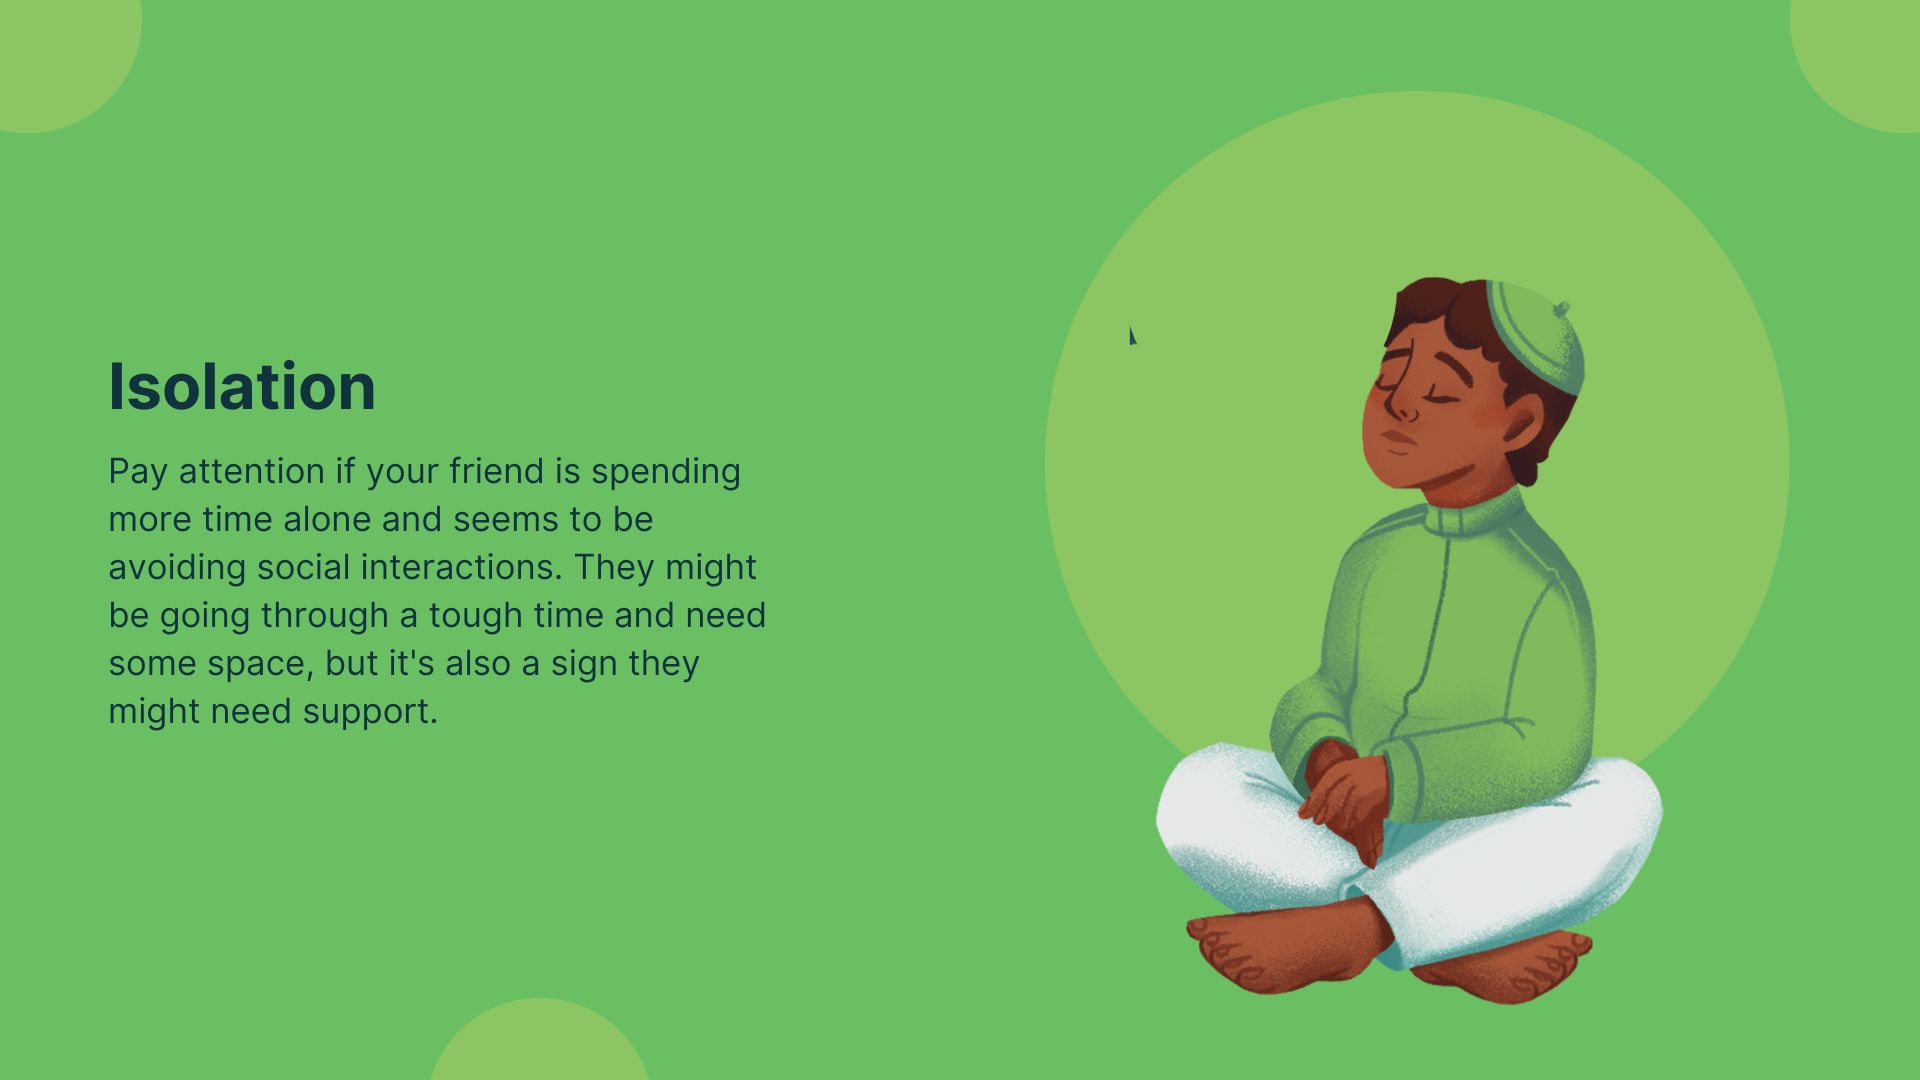 Isolation
Pay attention if your friend is spending
more time alone and seems to be
avoiding social interactions. They might
be going through a tough time and need
some space, but it's also a sign they
might need support.